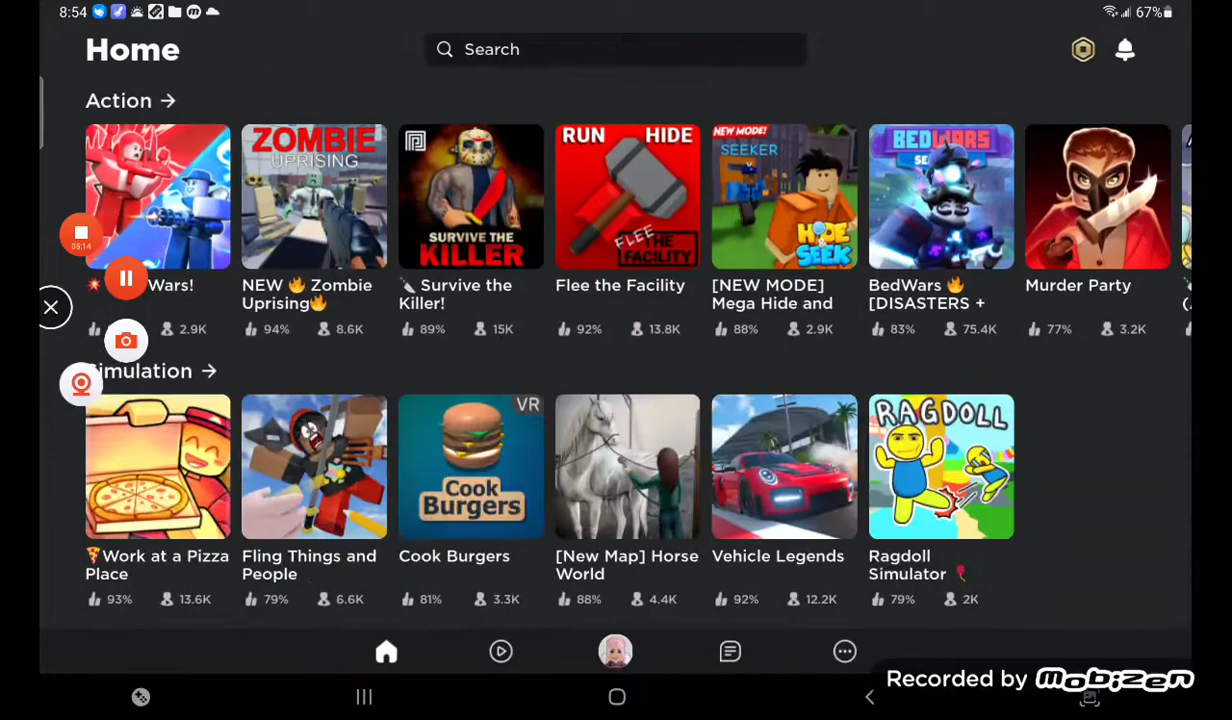 8:54
67%
Home
Search
Action →
ZOMBIE
UPRISING
SURVIVE THE
KILLER
RUN HIDE
FLEE
THE
FACILITY
NEW MODE!
SEEKER
HIDE
SEEK
BEDWARS
05:14
Wars!
NEW 🔥 Zombie
Uprising🔥
🔪 Survive the
Killer!
Flee the Facility
[NEW MODE]
Mega Hide and
BedWars 🔥
[DISASTERS +
Murder Party
2.9K
94% 8.6K
89% 15K
92% 13.8K
88% 2.9K
83% 75.4K
77% 3.2K
imulation →
VR
Cook
Burgers
RAGDOLL
🍕Work at a Pizza
Place
Fling Things and
People
Cook Burgers
[New Map] Horse
World
Vehicle Legends
Ragdoll
Simulator 🎈
93% 13.6K
79% 6.6K
81% 3.3K
88% 4.4K
92% 12.2K
79% 2K
Recorded by mobizen